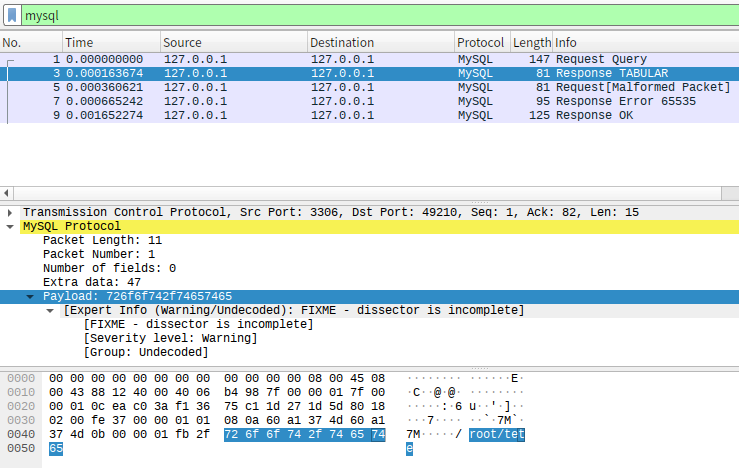 mysql
No. Time Source Destination Protocol Length Info
1 0.000000000 127.0.0.1 127.0.0.1 MySQL 147 Request Query
3 0.000163674 127.0.0.1 127.0.0.1 MySQL 81 Response TABULAR
5 0.000360621 127.0.0.1 127.0.0.1 MySQL 81 Request[Malformed Packet]
7 0.000665242 127.0.0.1 127.0.0.1 MySQL 95 Response Error 65535
9 0.001652274 127.0.0.1 127.0.0.1 MySQL 125 Response OK
Transmission Control Protocol, Src Port: 3306, Dst Port: 49210, Seq: 1, Ack: 82, Len: 15
MySQL Protocol
Packet Length: 11
Packet Number: 1
Number of fields: 0
Extra data: 47
Payload: 726f6f742f74657465
[Expert Info (Warning/Undecoded): FIXME - dissector is incomplete]
[FIXME - dissector is incomplete]
[Severity level: Warning]
[Group: Undecoded]
0000 00 00 00 00 00 00 00 00 00 00 00 00 08 00 45 08 ········ ······E·
0010 00 43 88 12 40 00 40 06 b4 98 7f 00 00 01 7f 00 ·C··@·@· ········
0020 00 01 0c ea c0 3a f1 36 75 c1 1d 27 1d 5d 80 18 ·····:·6 u··'·]··
0030 02 00 fe 37 00 00 01 01 08 0a 60 a1 37 4d 60 a1 ···7···· ··`·7M`·
0040 37 4d 0b 00 00 01 fb 2f 72 6f 6f 74 2f 74 65 74 7M·····/ root/tet
0050 65 e